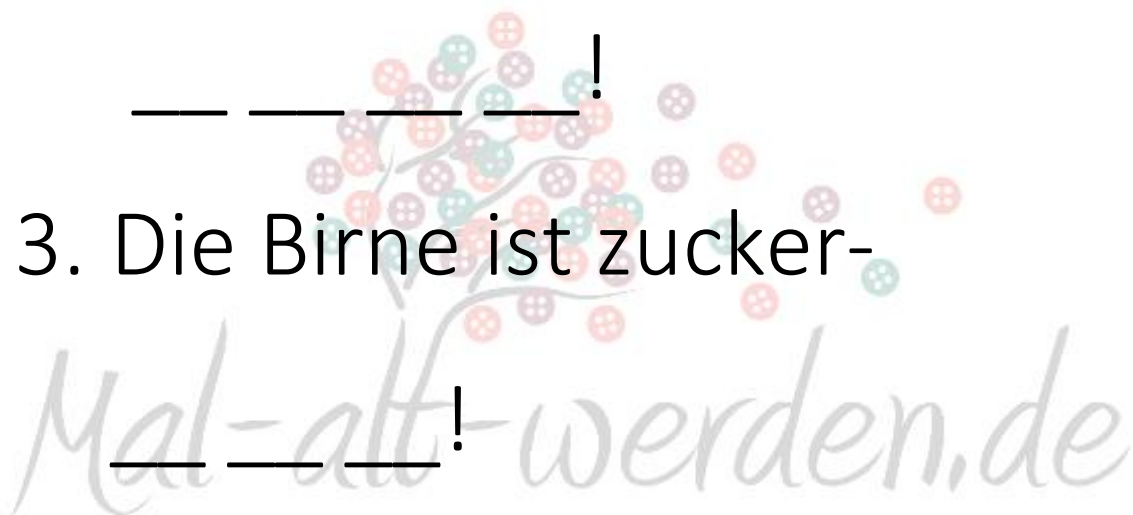 __ __ __ __!
3. Die Birne ist zucker-
Mal-alt-werden.de
__ __ __!